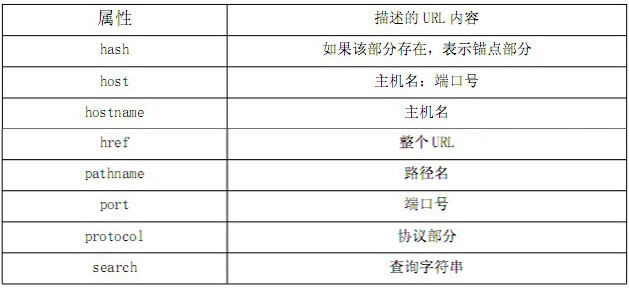 属性 描述的 URL 内容
hash 如果该部分存在，表示锚点部分
host 主机名：端口号
hostname 主机名
href 整个 URL
pathname 路径名
port 端口号
protocol 协议部分
search 查询字符串